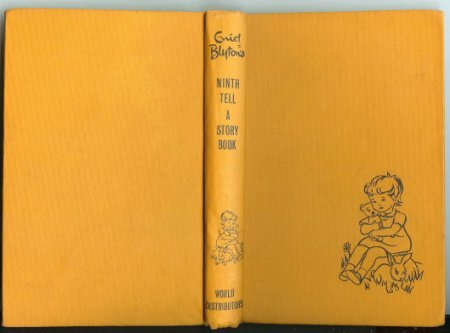 Enid
Blyton's
NINTH
TELL
A
STORY
BOOK
WORLD
DISTRIBUTORS